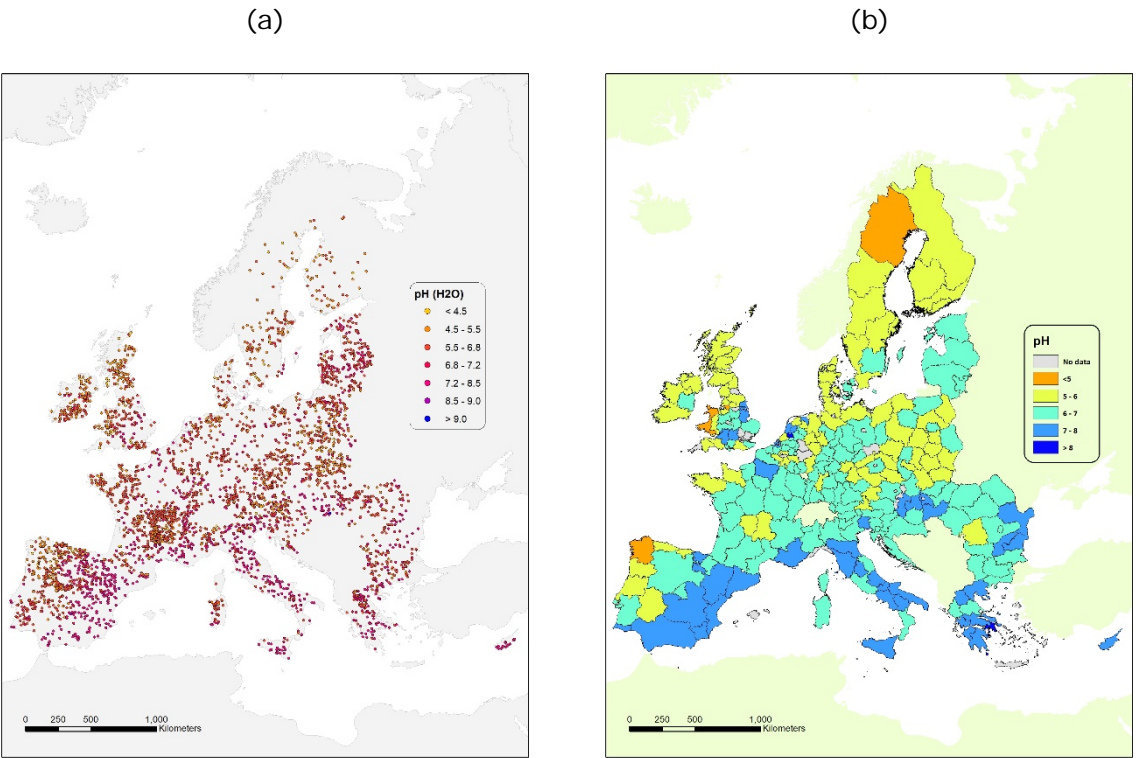 (a)
(b)
pH (H2O)
< 4.5
4.5 - 5.5
5.5 - 6.8
6.8 - 7.2
7.2 - 8.5
8.5 - 9.0
> 9.0
0 250 500 1,000
Kilometers
pH
No data
<5
5 - 6
6 - 7
7 - 8
> 8
0 250 500 1,000
Kilometers